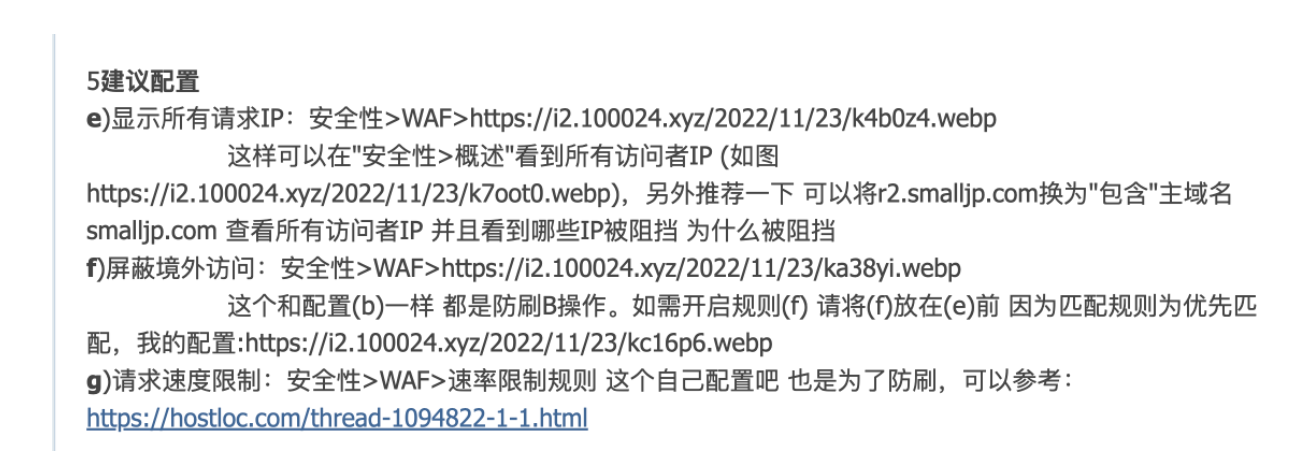 5建议配置
e)显示所有请求IP：安全性>WAF>https://i2.100024.xyz/2022/11/23/k4b0z4.webp
这样可以在"安全性>概述"看到所有访问者IP (如图
https://i2.100024.xyz/2022/11/23/k7oot0.webp)，另外推荐一下 可以将r2.smalljp.com换为"包含"主域名
smalljp.com 查看所有访问者IP 并且看到哪些IP被阻挡 为什么被阻挡
f)屏蔽境外访问：安全性>WAF>https://i2.100024.xyz/2022/11/23/ka38yi.webp
这个和配置(b)一样 都是防刷B操作。如需开启规则(f) 请将(f)放在(e)前 因为匹配规则为优先匹
配，我的配置:https://i2.100024.xyz/2022/11/23/kc16p6.webp
g)请求速度限制：安全性>WAF>速率限制规则 这个自己配置吧 也是为了防刷，可以参考：
https://hostloc.com/thread-1094822-1-1.html